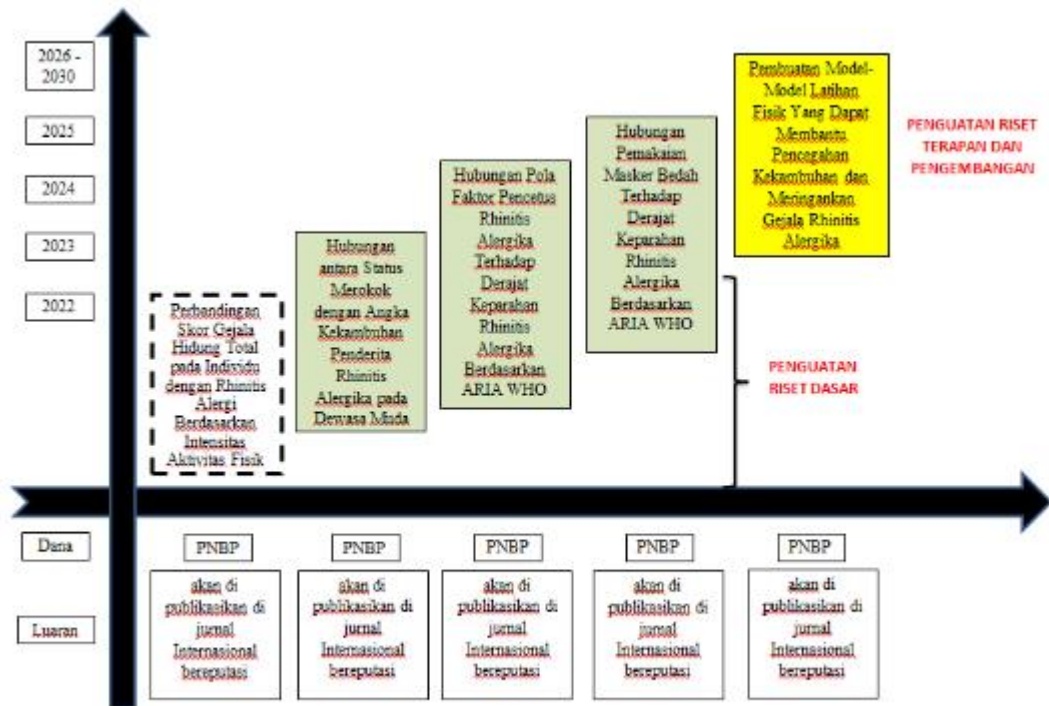 2026 -
2030
2025
2024
2023
2022
Perbandingan
Skor Gejala
Hidung Total
pada Individu
dengan Rhinitis
Alergi
Berdasarkan
Intensitas
Aktivitas Fisik
Hubungan
antara Status
Merokok
dengan Angka
Kekambuhan
Penderita
Rhinitis
Alergika pada
Dewasa Muda
Hubungan Pola
Faktor Pencetus
Rhinitis
Alergika
Terhadap
Derajat
Keparahan
Rhinitis
Alergika
Berdasarkan
ARIA WHO
Hubungan
Pemakaian
Masker Bedah
Terhadap
Derajat
Keparahan
Rhinitis
Alergika
Berdasarkan
ARIA WHO
Pembuatan Model-
Model Latihan
Fisik Yang Dapat
Membantu
Pencegahan
Kekambuhan dan
Meringankan
Gejala Rhinitis
Alergika
PENGUATAN RISET
TERAPAN DAN
PENGEMBANGAN
PENGUATAN
RISET DASAR
Dana
PNBP
PNBP
PNBP
PNBP
PNBP
Luaran
akan di
publikasikan di
jurnal
Internasional
bereputasi
akan di
publikasikan di
jurnal
Internasional
bereputasi
akan di
publikasikan di
jurnal
Internasional
bereputasi
akan di
publikasikan di
jurnal
Internasional
bereputasi
akan di
publikasikan di
jurnal
Internasional
bereputasi